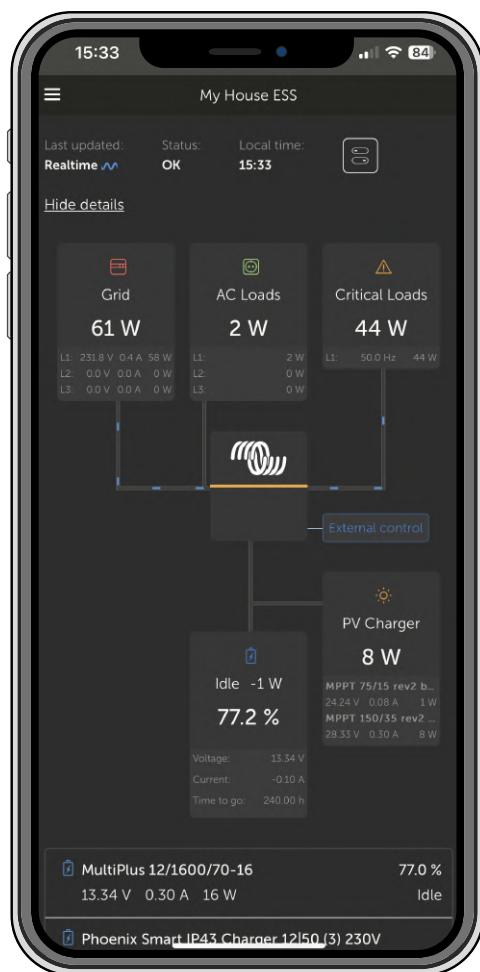 15:33
84
My House ESS
Last updated: Status: Local time:
Realtime OK 15:33
Hide details
Grid
61 W
L1: 231.8 V 0.4 A 58 W
L2: 0.0 V 0.0 A 0 W
L3: 0.0 V 0.0 A 0 W
AC Loads
2 W
L1: 2 W
L2: 0 W
L3: 0 W
Critical Loads
44 W
L1: 50.0 Hz 44 W
External control
PV Charger
8 W
MPPT 75/15 rev2 b...
24.24 V 0.08 A 1 W
MPPT 150/35 rev2 ...
28.33 V 0.30 A 8 W
Idle -1 W
77.2 %
Voltage: 13.34 V
Current: -0.10 A
Time to go: 240.00 h
MultiPlus 12/1600/70-16 77.0 %
13.34 V 0.30 A 16 W Idle
Phoenix Smart IP43 Charger 12|50 (3) 230V